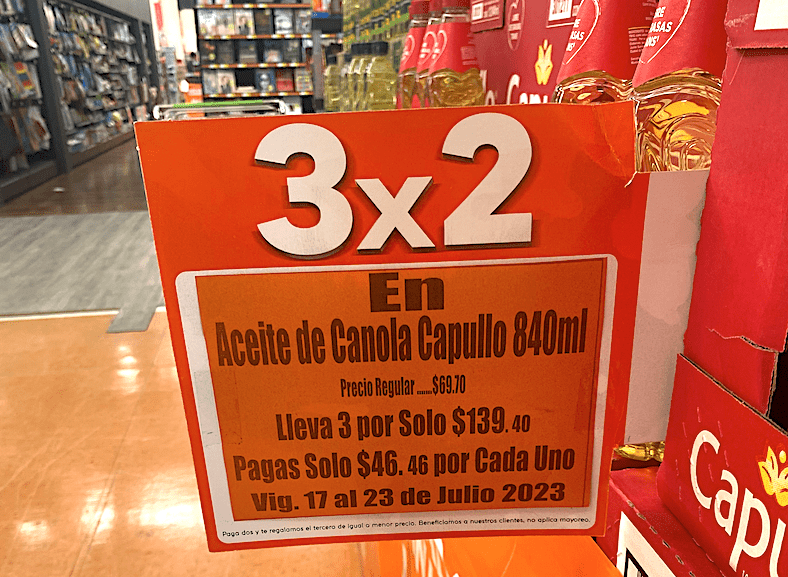 3x2
En
Aceite de Canola Capullo 840ml
Precio Regular ......$69.70
Lleva 3 por Solo $139.40
Pagas Solo $46.46 por Cada Uno
Vig. 17 al 23 de Julio 2023
Paga dos y te regalamos el tercero de igual o menor precio. Beneficiamos a nuestros clientes, no aplica mayoreo.
Capu